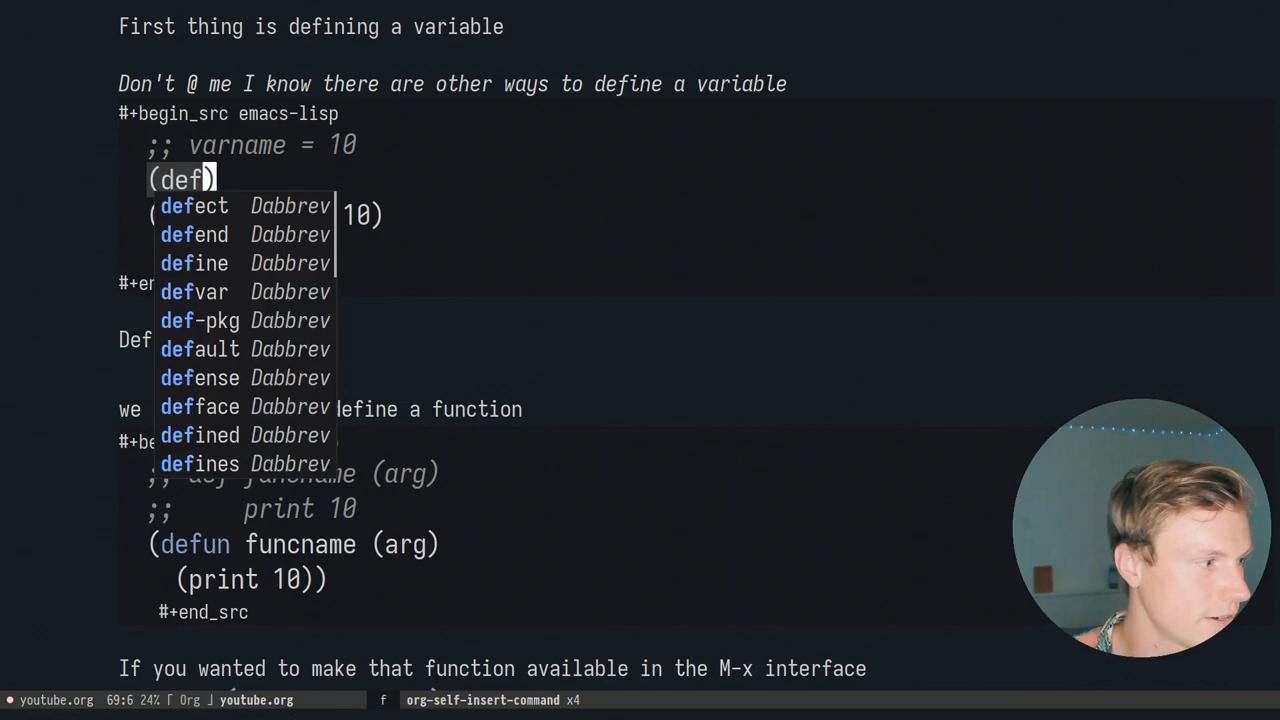 First thing is defining a variable
Don't @ me I know there are other ways to define a variable
#+begin_src emacs-lisp
;; varname = 10
(def)
defect Dabbrev
( 10)
defend Dabbrev
define Dabbrev
#+en
defvar Dabbrev
def-pkg Dabbrev
Def
default Dabbrev
defense Dabbrev
we
defface Dabbrev
define a function
#+be
defined Dabbrev
defines Dabbrev
;; def funcname (arg)
;; print 10
(defun funcname (arg)
(print 10))
#+end_src
If you wanted to make that function available in the M-x interface
youtube.org 69:6 24% ⌈ Org ⌋ youtube.org f org-self-insert-command x4